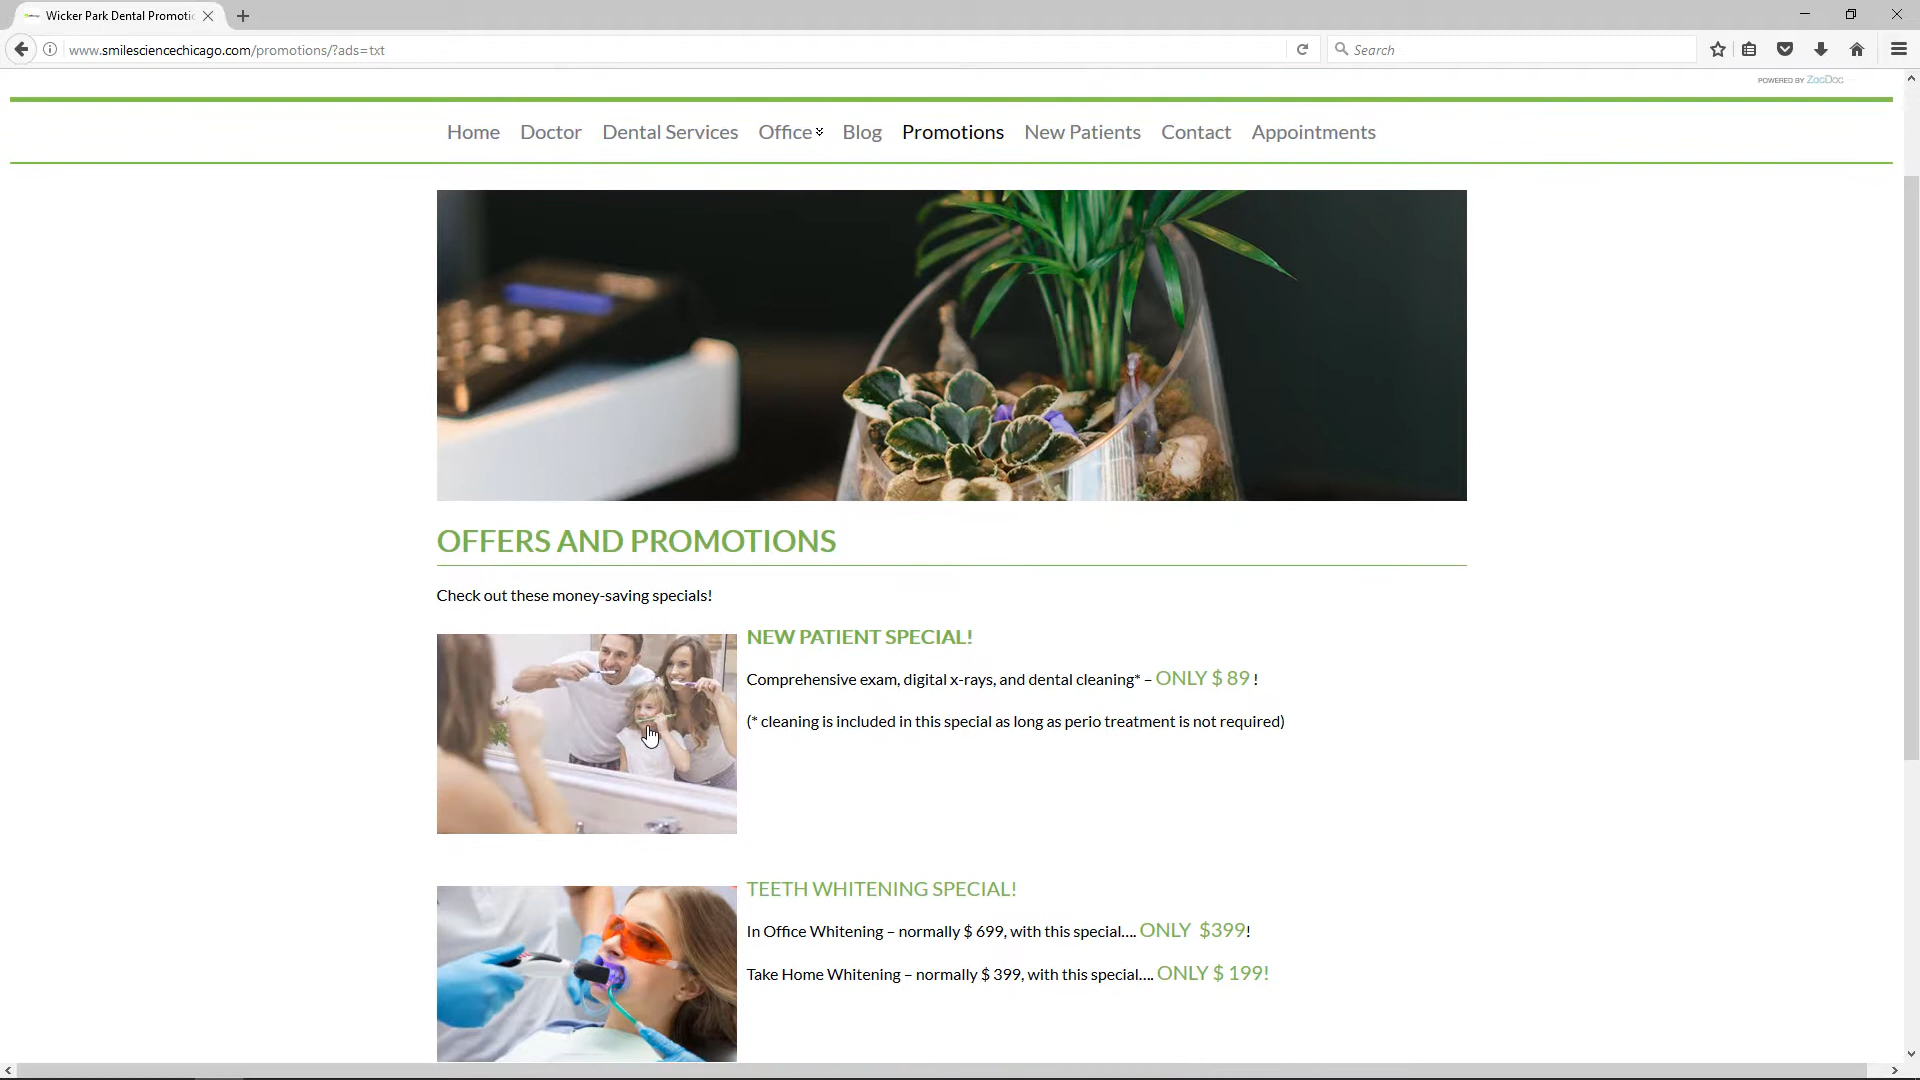 Wicker Park Dental Promotic
www.smilesciencechicago.com/promotions/?ads=txt
Search
POWERED BY ZocDoc
Home Doctor Dental Services Office Blog Promotions New Patients Contact Appointments
OFFERS AND PROMOTIONS
Check out these money-saving specials!
NEW PATIENT SPECIAL!
Comprehensive exam, digital x-rays, and dental cleaning* – ONLY $ 89 !
(* cleaning is included in this special as long as perio treatment is not required)
TEETH WHITENING SPECIAL!
In Office Whitening – normally $ 699, with this special.... ONLY $399!
Take Home Whitening – normally $ 399, with this special.... ONLY $ 199!